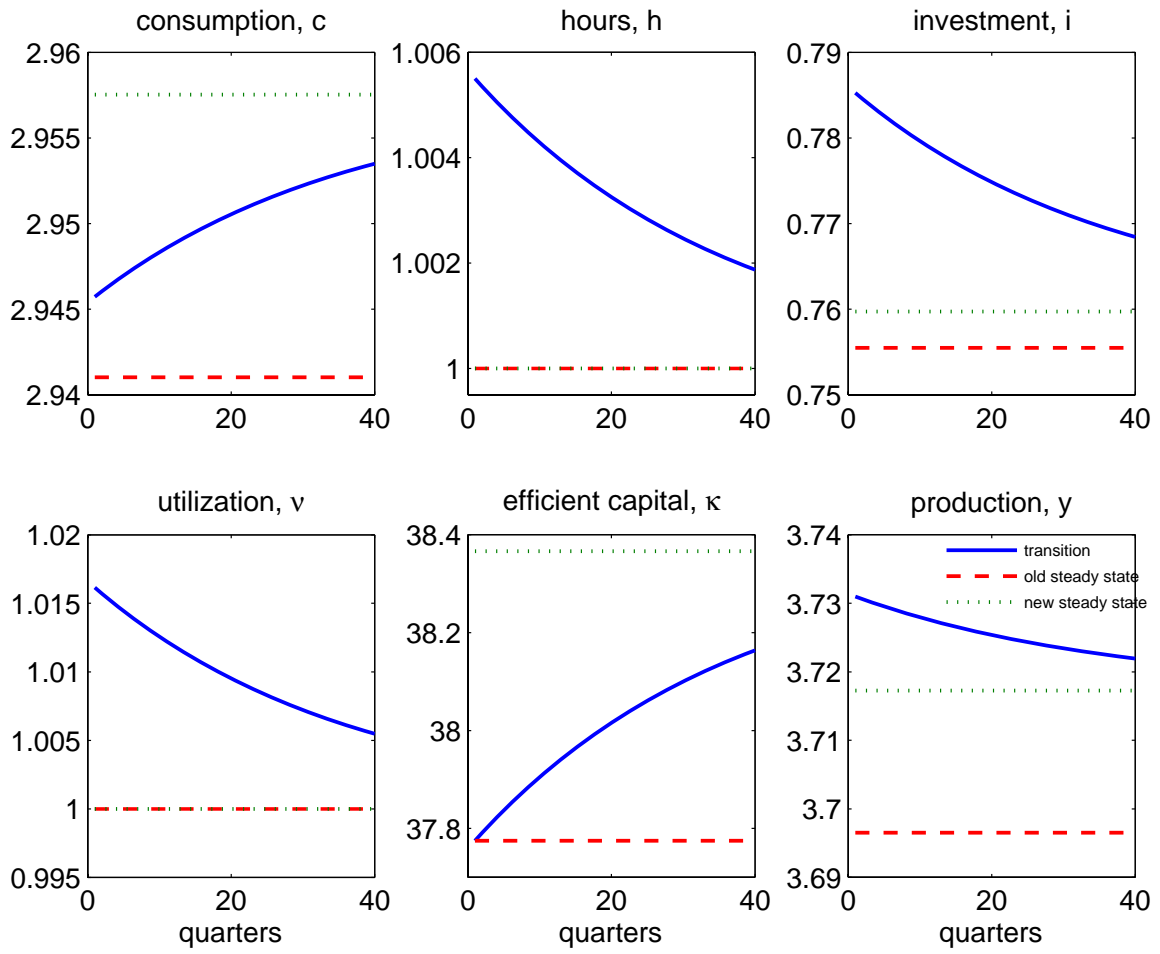 consumption, c
2.96
2.955
2.95
2.945
2.94
0 20 40
hours, h
1.006
1.004
1.002
1
0 20 40
investment, i
0.79
0.78
0.77
0.76
0.75
0 20 40
utilization, ν
1.02
1.015
1.01
1.005
1
0.995
0 20 40
quarters
efficient capital, κ
38.4
38.2
38
37.8
0 20 40
quarters
production, y
3.74
3.73
3.72
3.71
3.7
3.69
transition
old steady state
new steady state
0 20 40
quarters